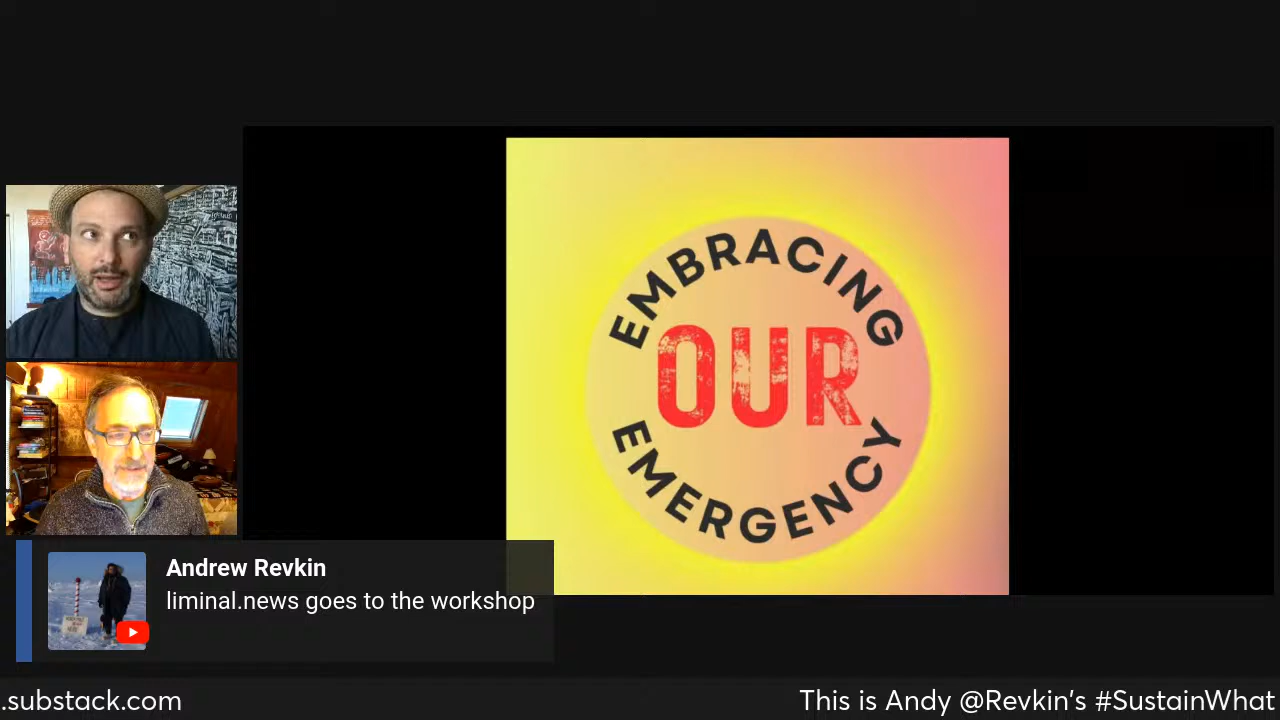 EMBRACING
OUR
EMERGENCY
Andrew Revkin
liminal.news goes to the workshop
.substack.com
This is Andy @Revkin's #SustainWhat